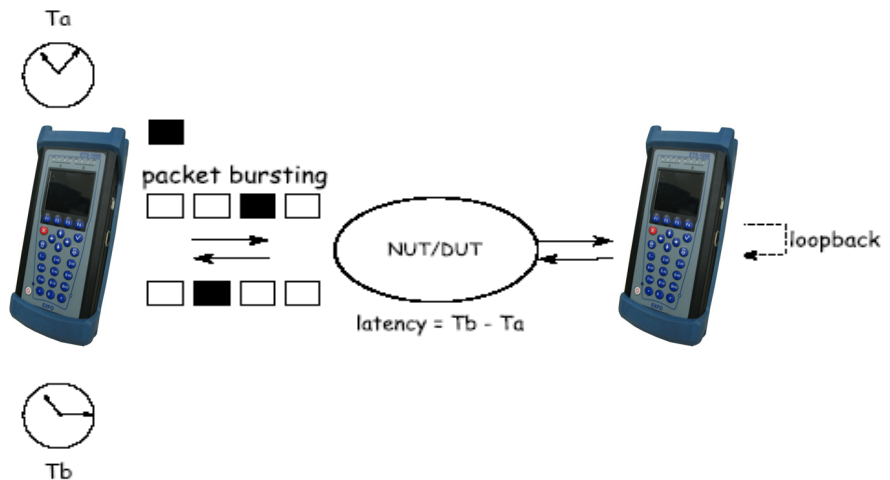 Ta
packet bursting
NUT/DUT
loopback
latency = Tb - Ta
Tb